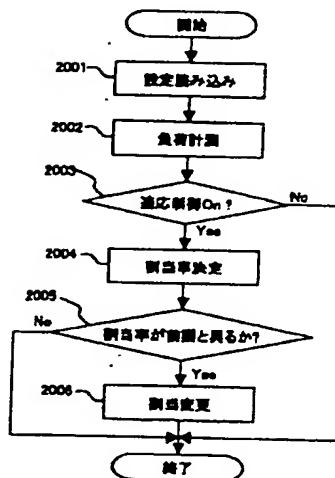 開始
2001
設定読み込み
2002
負荷計測
2003
適応制御On?
No
Yes
2004
割当率決定
2005
No
割当率が前回と異るか?
Yes
2006
割当変更
終了